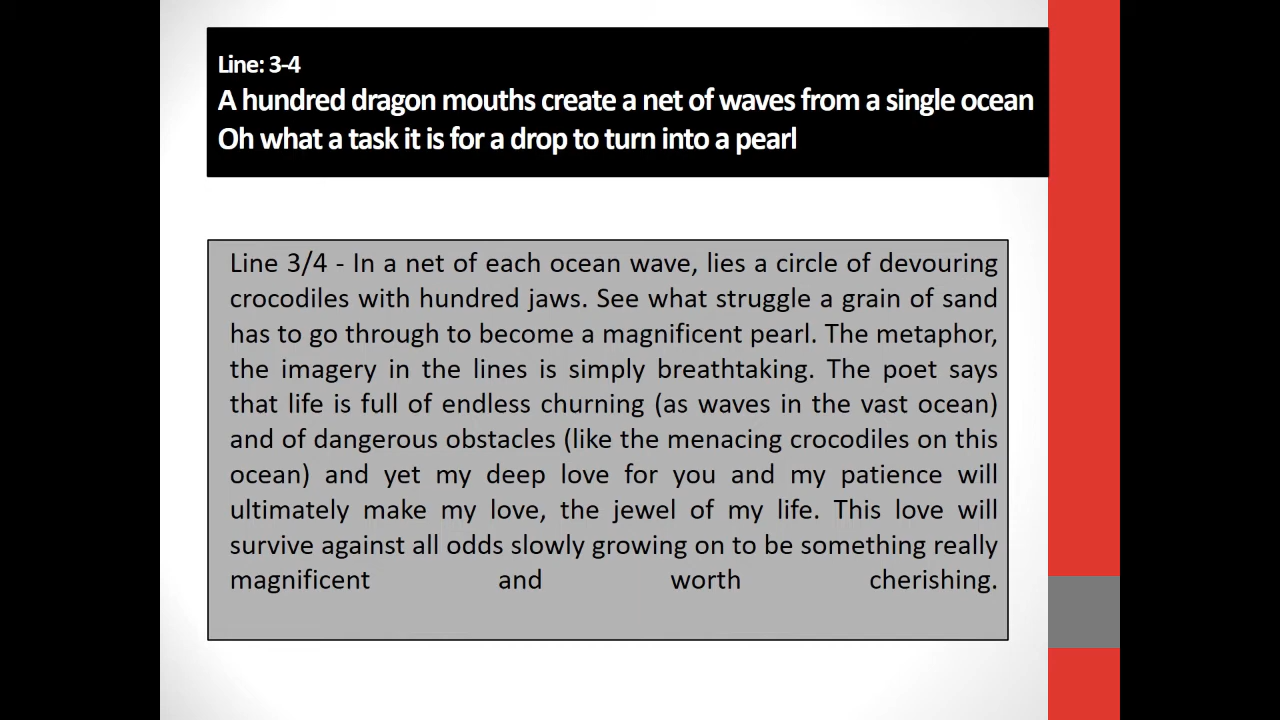 Line: 3-4
A hundred dragon mouths create a net of waves from a single ocean
Oh what a task it is for a drop to turn into a pearl
Line 3/4 - In a net of each ocean wave, lies a circle of devouring
crocodiles with hundred jaws. See what struggle a grain of sand
has to go through to become a magnificent pearl. The metaphor,
the imagery in the lines is simply breathtaking. The poet says
that life is full of endless churning (as waves in the vast ocean)
and of dangerous obstacles (like the menacing crocodiles on this
ocean) and yet my deep love for you and my patience will
ultimately make my love, the jewel of my life. This love will
survive against all odds slowly growing on to be something really
magnificent and worth cherishing.